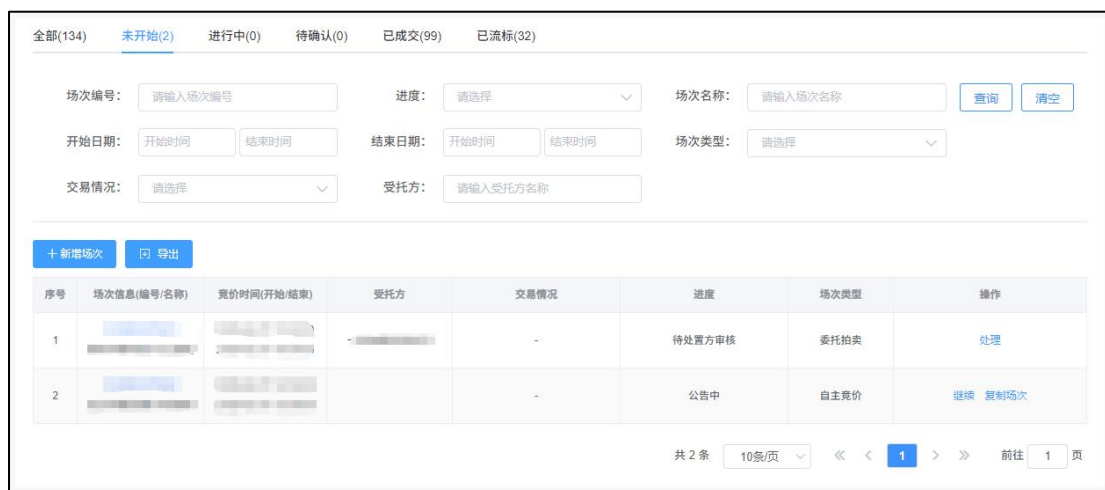 全部(134) 未开始(2) 进行中(0) 待确认(0) 已成交(99) 已流标(32)
场次编号： 请输入场次编号 进度： 请选择 场次名称： 请输入场次名称 查询 清空
开始日期： 开始时间 结束时间 结束日期： 开始时间 结束时间 场次类型： 请选择
交易情况： 请选择 受托方： 请输入受托方名称
+新增场次 导出
序号 场次信息(编号/名称) 竞价时间(开始/结束) 受托方 交易情况 进度 场次类型 操作
1 - 待处置方审核 委托拍卖 处理
2 - 公告中 自主竞价 继续 复制场次
共 2 条 10条/页 1 前往 1 页